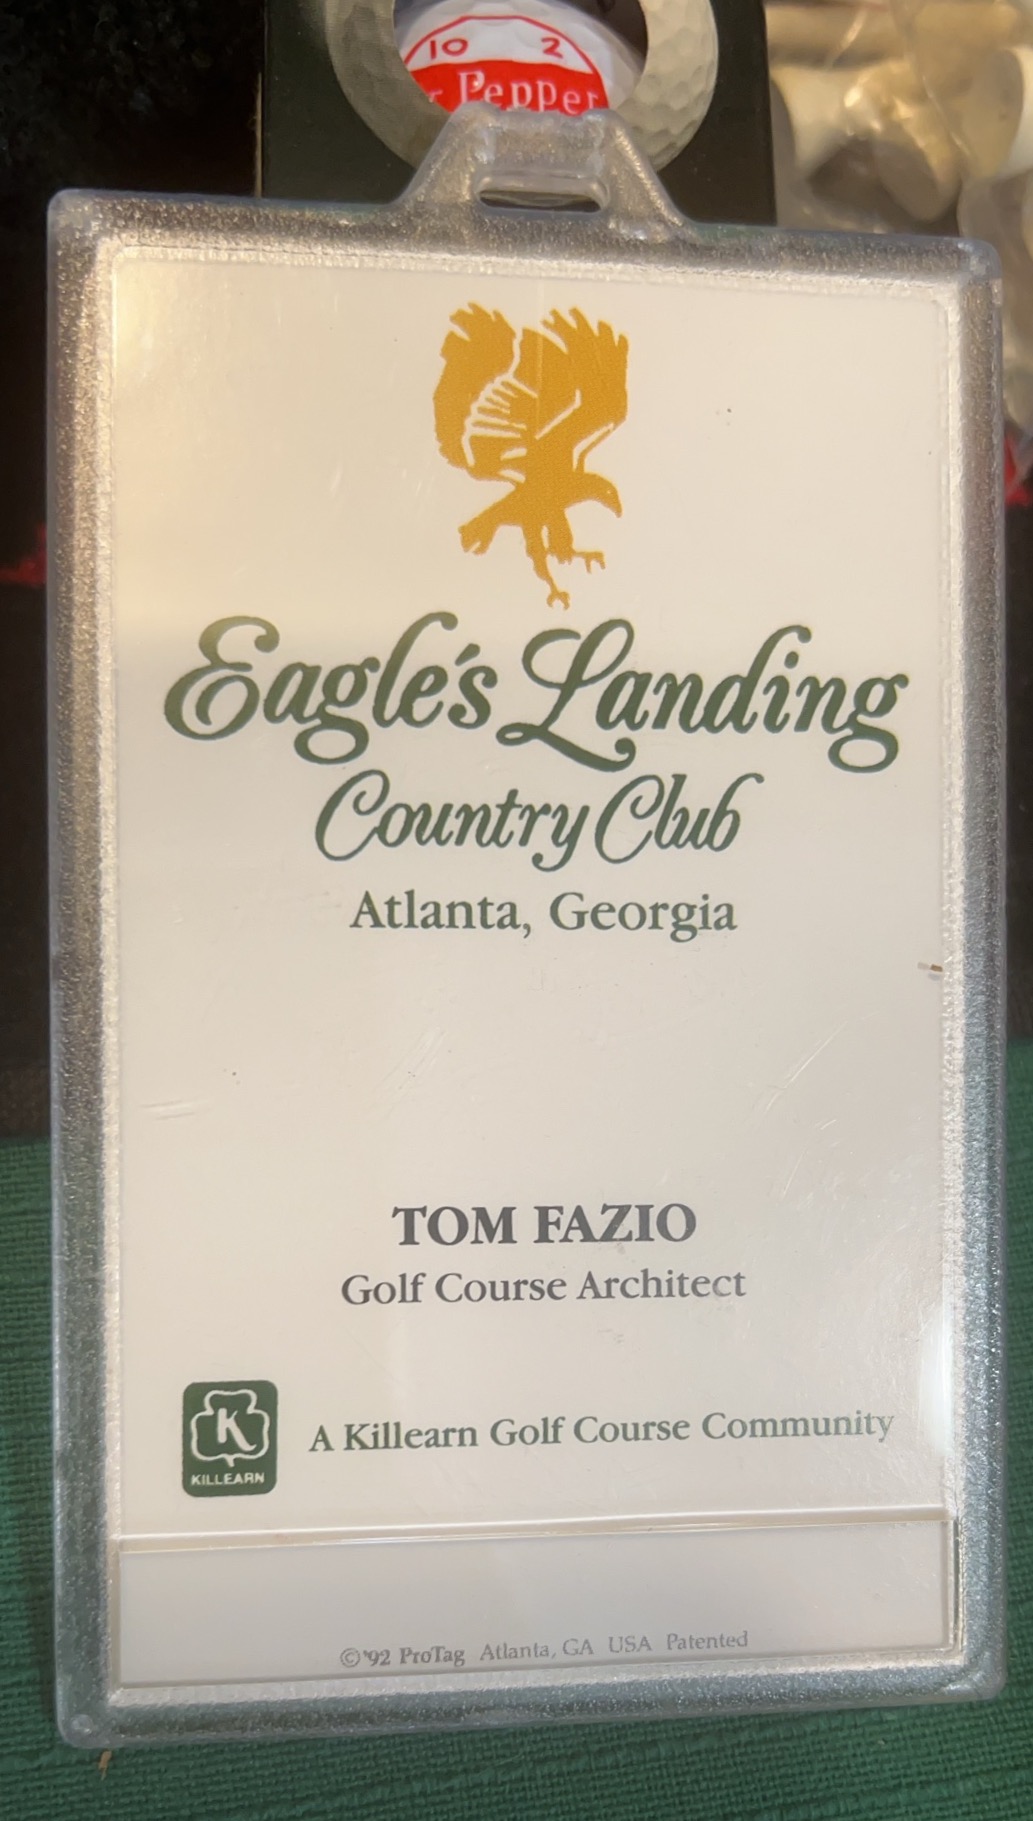 10 2
Pepper
Eagle's Landing
Country Club
Atlanta, Georgia
TOM FAZIO
Golf Course Architect
K
KILLEARN
A Killearn Golf Course Community
©'92 ProTag Atlanta, GA USA Patented